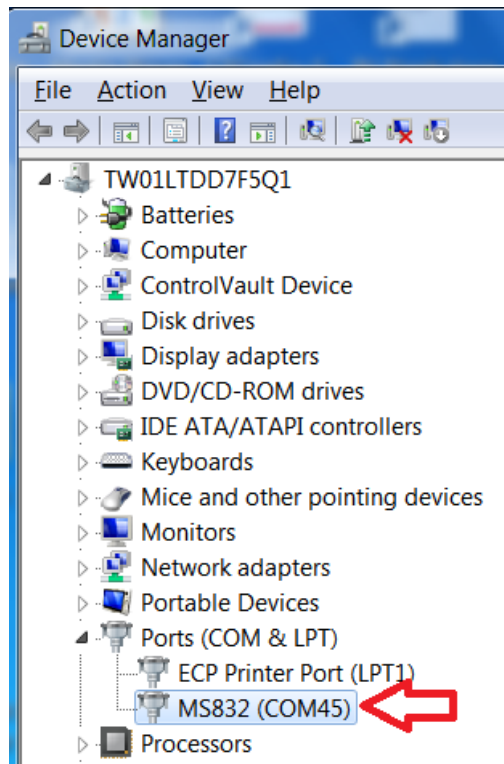 Device Manager
File Action View Help
TW01LTDD7F5Q1
Batteries
Computer
ControlVault Device
Disk drives
Display adapters
DVD/CD-ROM drives
IDE ATA/ATAPI controllers
Keyboards
Mice and other pointing devices
Monitors
Network adapters
Portable Devices
Ports (COM & LPT)
ECP Printer Port (LPT1)
MS832 (COM45)
Processors